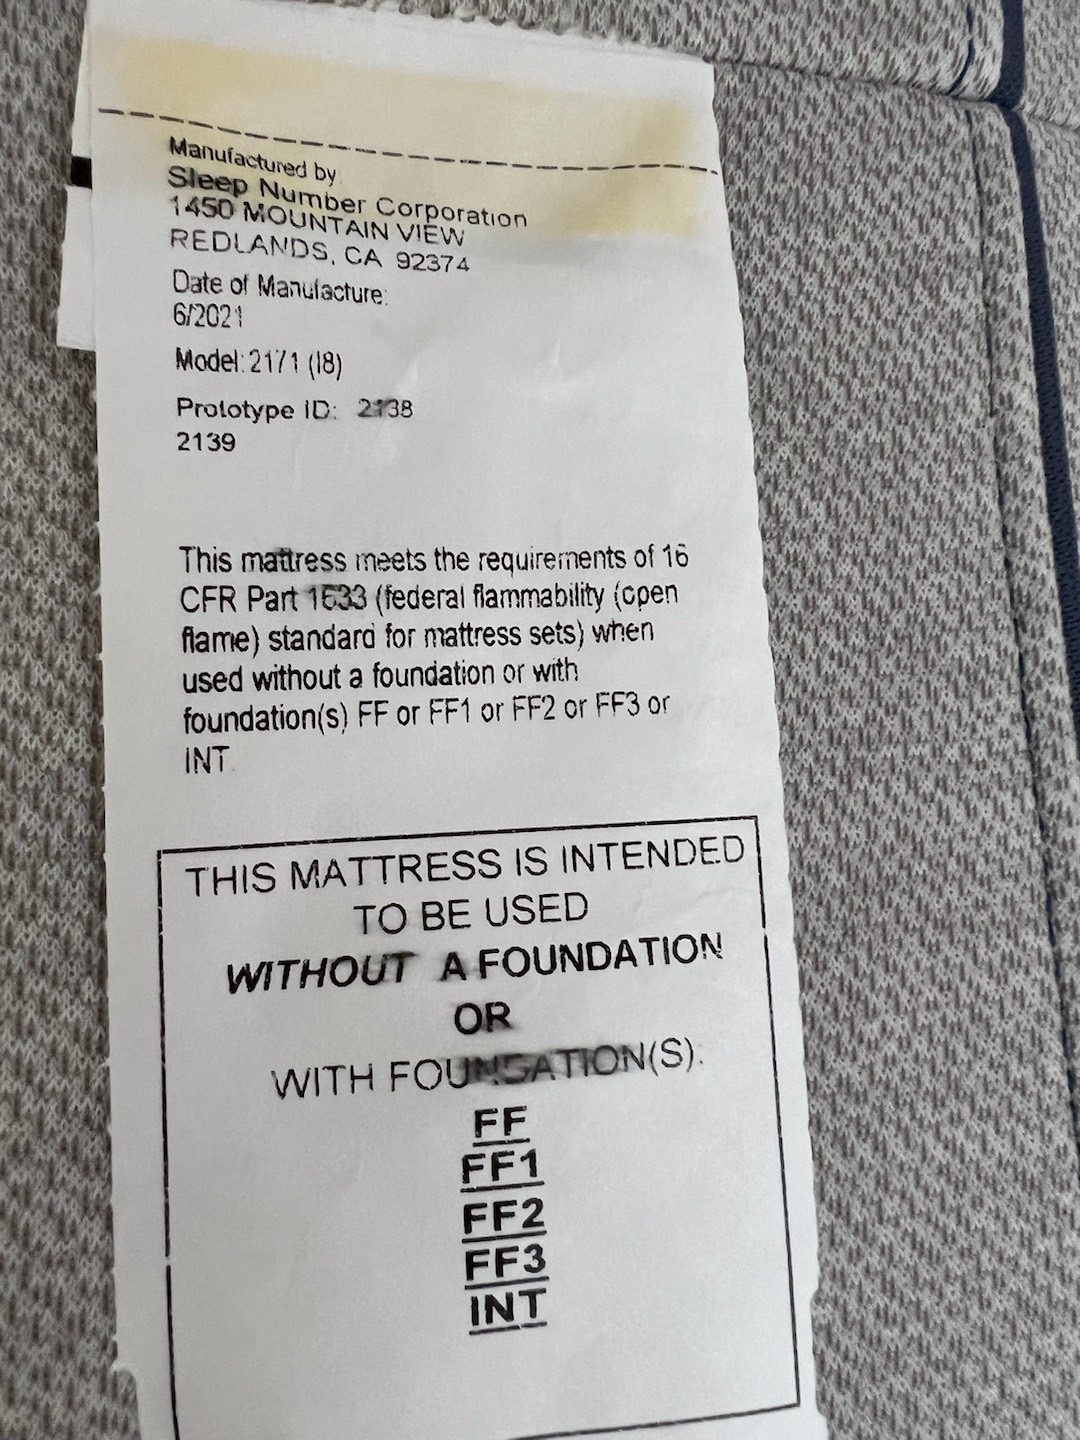 Manufactured by
Sleep Number Corporation
1450 MOUNTAIN VIEW
REDLANDS, CA 92374
Date of Manufacture:
6/2021
Model: 2171 (I8)
Prototype ID: 2138
2139
This mattress meets the requirements of 16
CFR Part 1633 (federal flammability (open
flame) standard for mattress sets) when
used without a foundation or with
foundation(s) FF or FF1 or FF2 or FF3 or
INT.
THIS MATTRESS IS INTENDED
TO BE USED
WITHOUT A FOUNDATION
OR
WITH FOUNDATION(S):
FF
FF1
FF2
FF3
INT